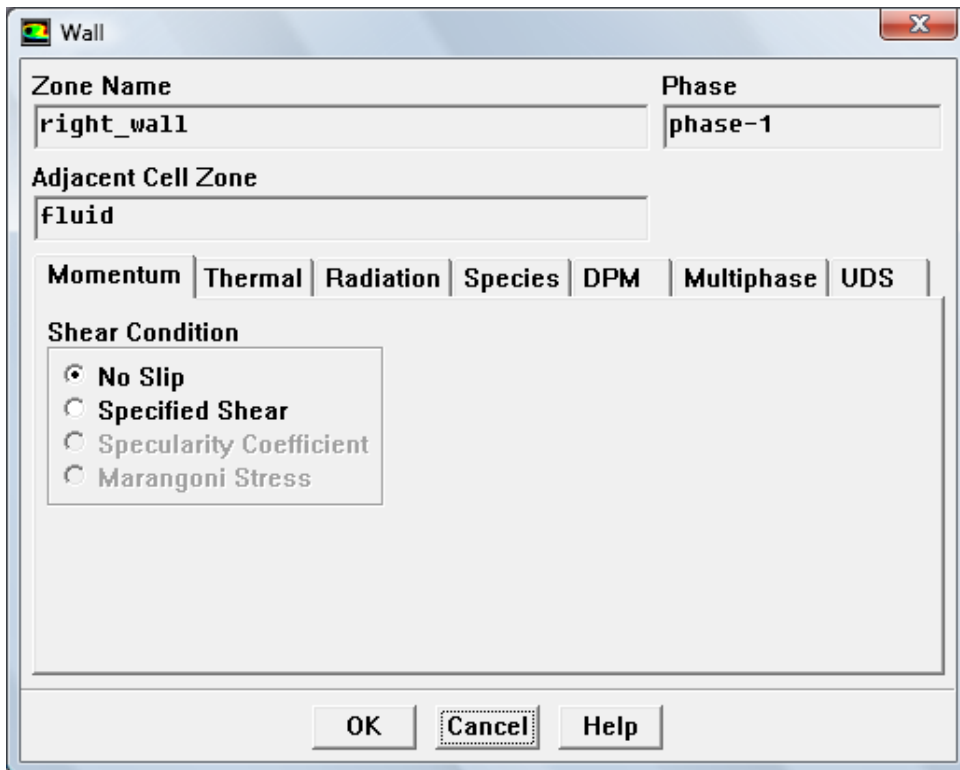 Wall
Zone Name Phase
right_wall phase-1
Adjacent Cell Zone
fluid
Momentum Thermal Radiation Species DPM Multiphase UDS
Shear Condition
No Slip
Specified Shear
Specularity Coefficient
Marangoni Stress
OK Cancel Help